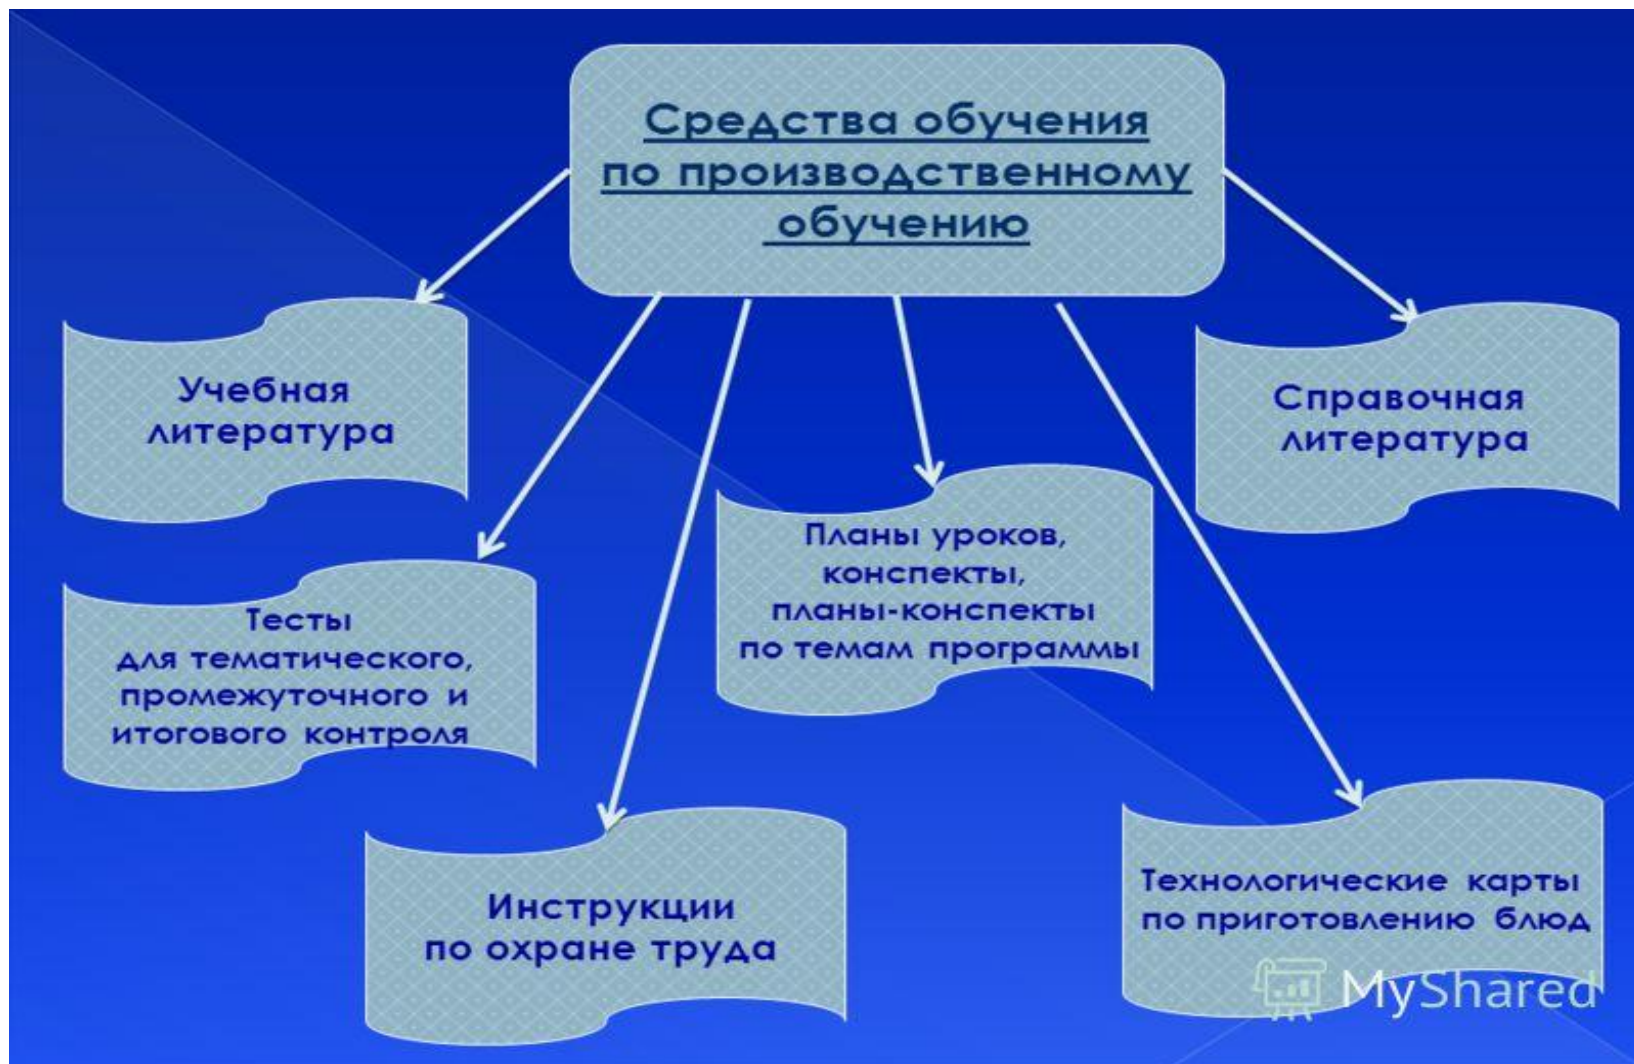 Средства обучения
по производственному
обучению
Учебная
литература
Справочная
литература
Планы уроков,
конспекты,
планы-конспекты
по темам программы
Тесты
для тематического,
промежуточного и
итогового контроля
Инструкции
по охране труда
Технологические карты
по приготовлению блюд
MyShared